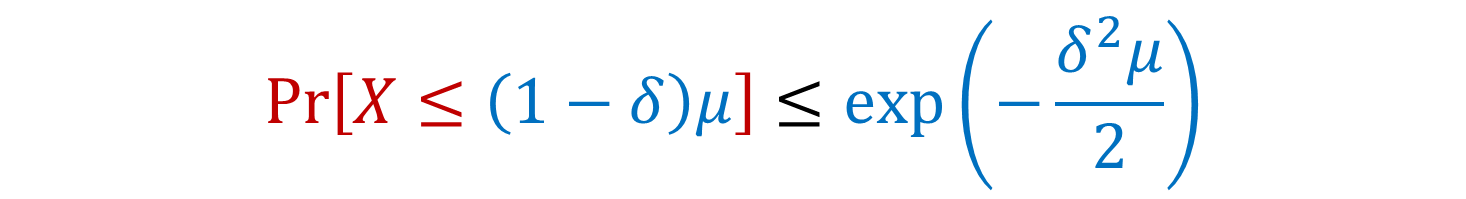 Pr[X ≤ (1 − δ)μ] ≤ exp(−δ²μ/2)